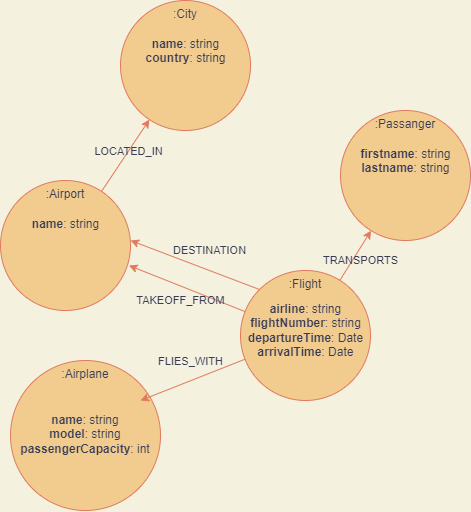 :City
name: string
country: string
:Passanger
firstname: string
lastname: string
LOCATED_IN
:Airport
name: string
DESTINATION
TRANSPORTS
TAKEOFF_FROM
:Flight
airline: string
flightNumber: string
departureTime: Date
arrivalTime: Date
FLIES_WITH
:Airplane
name: string
model: string
passengerCapacity: int